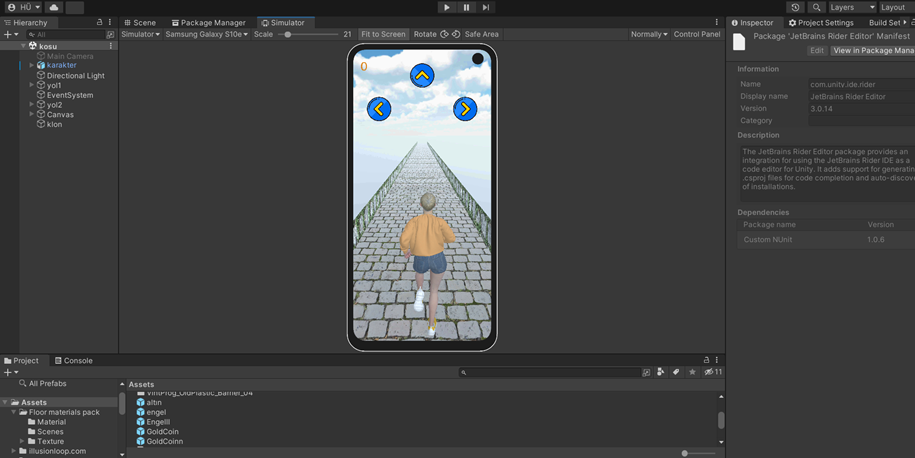 HÜ
Layers
Layout
Hierarchy
Scene
Package Manager
Simulator
Inspector
Project Settings
Build Set
All
Simulator
Samsung Galaxy S10e
Scale
21
Fit to Screen
Rotate
Safe Area
Normally
Control Panel
Package 'JetBrains Rider Editor' Manifest
Edit
View in Package Mana
kosu
Main Camera
karakter
Directional Light
yol1
EventSystem
yol2
Canvas
klon
0
Information
Name
com.unity.ide.rider
Display name
JetBrains Rider Editor
Version
3.0.14
Category
Description
The JetBrains Rider Editor package provides an
integration for using the JetBrains Rider IDE as a
code editor for Unity. It adds support for generatin
.csproj files for code completion and auto-discove
of installations.
Dependencies
Package name
Version
Custom NUnit
1.0.6
Project
Console
11
All Prefabs
Assets
Floor materials pack
Material
Scenes
Texture
illusionloop.com
Assets
VintProg_OldPlastic_Barrier_04
altın
engel
EngelII
GoldCoin
GoldCoinn